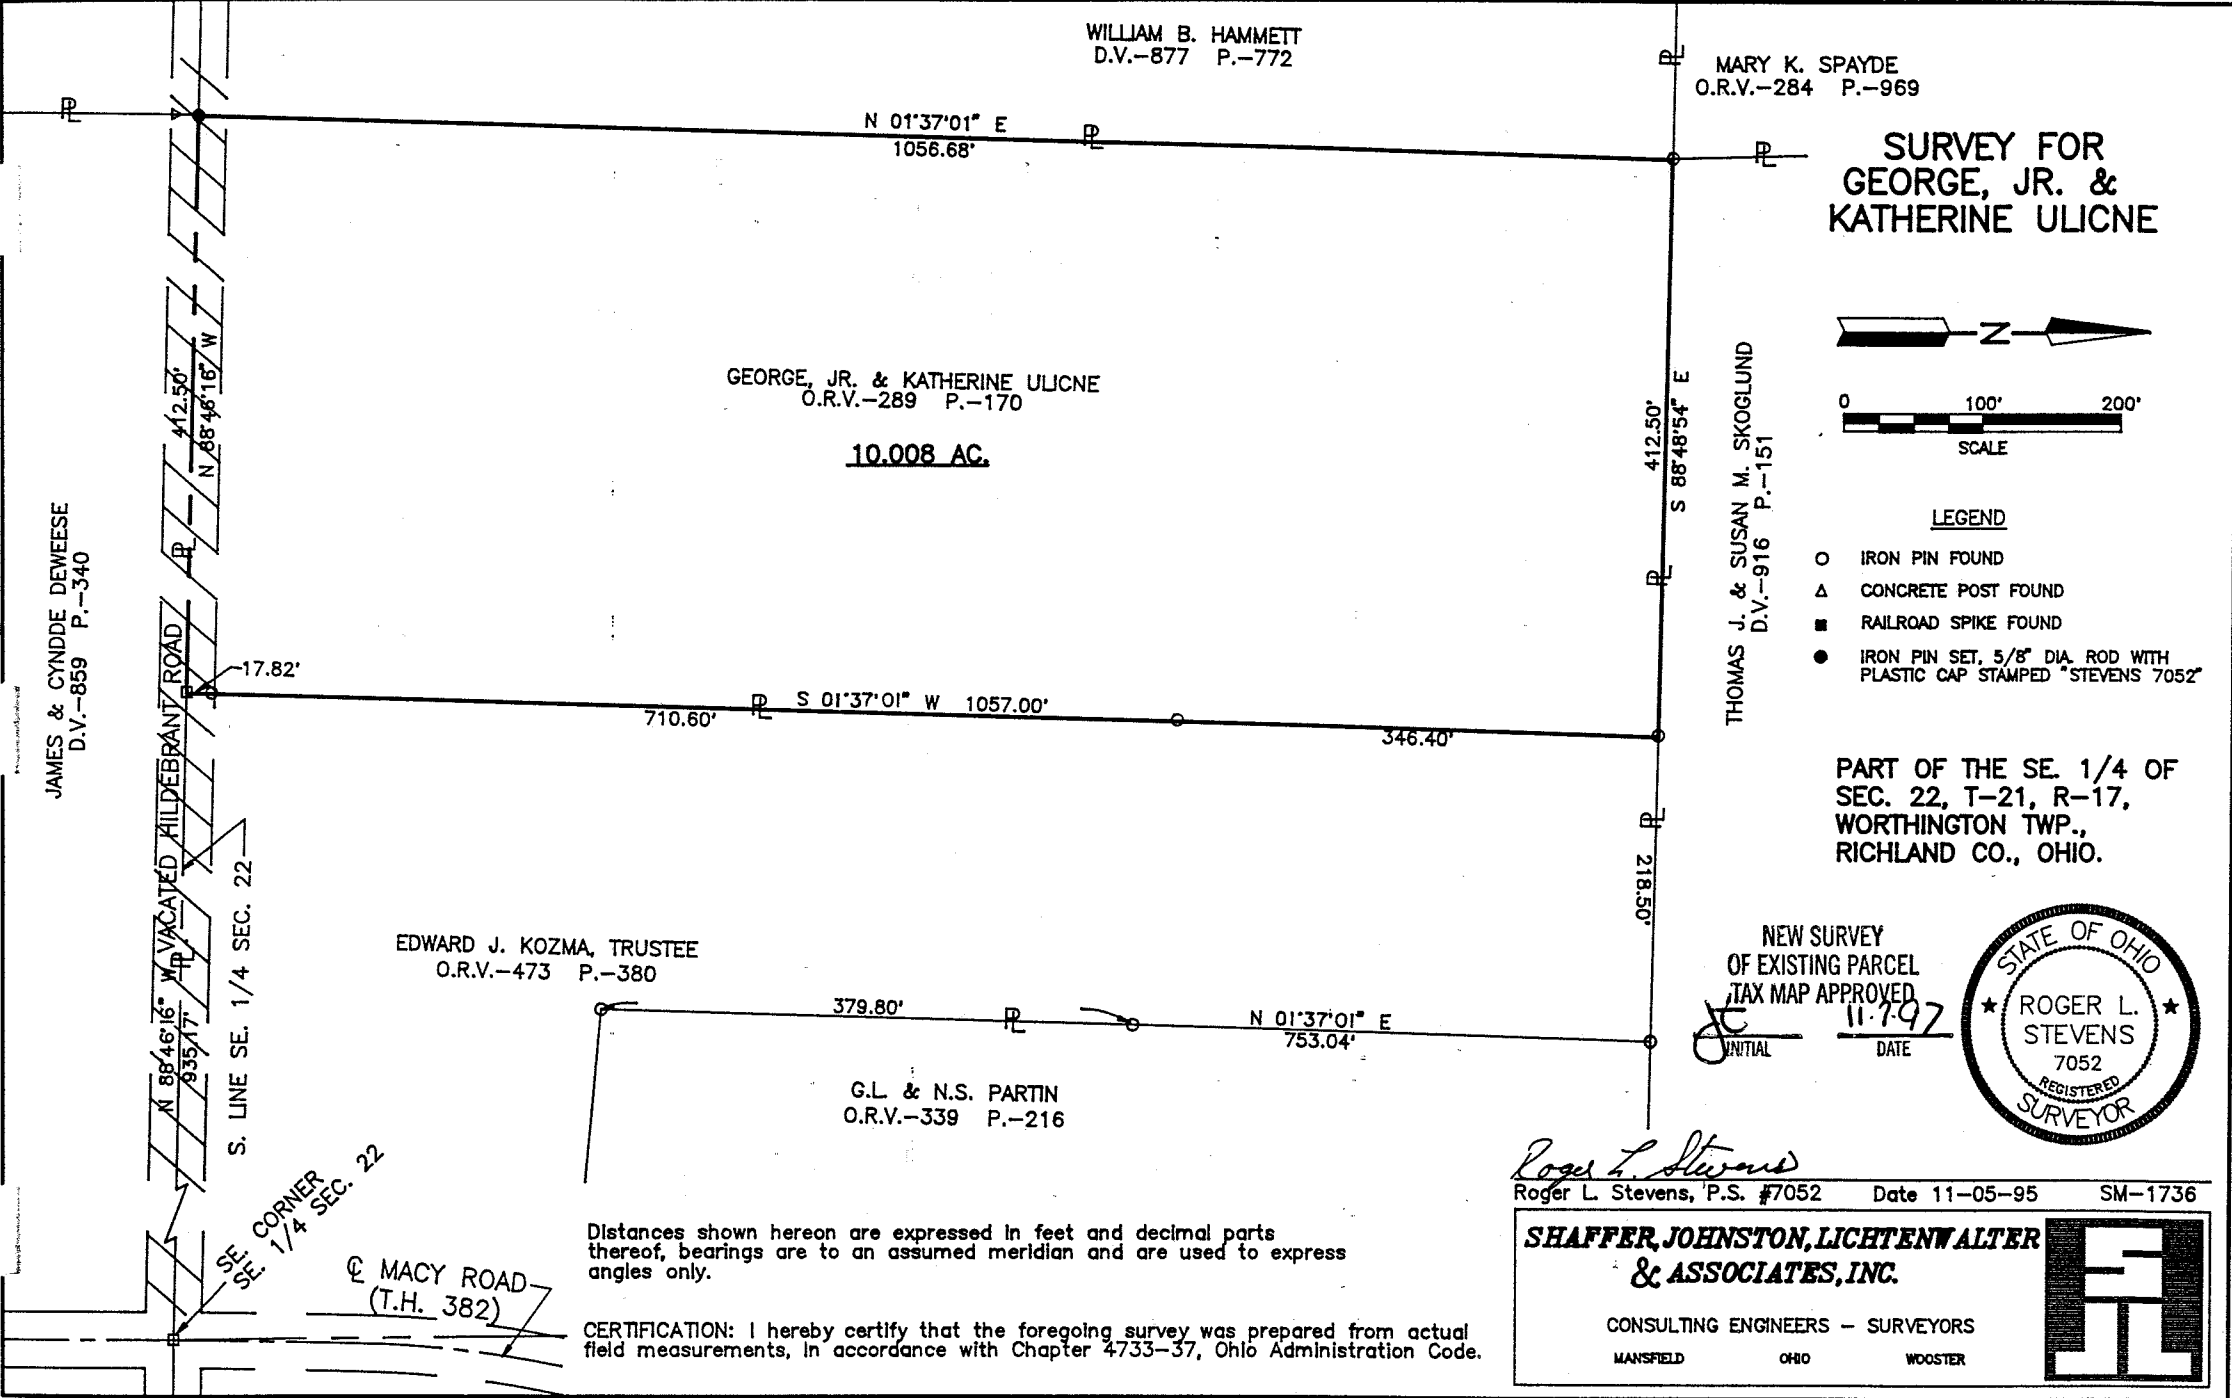 WILLIAM B. HAMMETT
D.V.-877 P.-772
MARY K. SPAYDE
O.R.V.-284 P.-969
PL
PL
N 01°37'01" E
PL
1056.68'
PL
SURVEY FOR
GEORGE, JR. &
KATHERINE ULICNE
N
0 100' 200'
SCALE
412.50'
N 88°46'16" W
GEORGE, JR. & KATHERINE ULICNE
O.R.V.-289 P.-170
10.008 AC.
412.50'
S 88°48'54" E
THOMAS J. & SUSAN M. SKOGLUND
D.V.-916 P.-151
LEGEND
IRON PIN FOUND
CONCRETE POST FOUND
RAILROAD SPIKE FOUND
IRON PIN SET, 5/8" DIA. ROD WITH
PLASTIC CAP STAMPED "STEVENS 7052"
JAMES & CYNDDE DEWEESE
D.V.-859 P.-340
PL
PL
17.82'
710.60'
PL
S 01°37'01" W 1057.00'
346.40'
PART OF THE SE. 1/4 OF
SEC. 22, T-21, R-17,
WORTHINGTON TWP.,
RICHLAND CO., OHIO.
PL
218.50'
VACATED HILDEBRANT ROAD
PL
N 88°46'16" W
935.17'
S. LINE SE. 1/4 SEC. 22
EDWARD J. KOZMA, TRUSTEE
O.R.V.-473 P.-380
379.80'
PL
N 01°37'01" E
753.04'
G.L. & N.S. PARTIN
O.R.V.-339 P.-216
NEW SURVEY
OF EXISTING PARCEL
TAX MAP APPROVED
11-7-97
INITIAL DATE
STATE OF OHIO
ROGER L.
STEVENS
7052
REGISTERED
SURVEYOR
SE. CORNER
SE. 1/4 SEC. 22
CL MACY ROAD
(T.H. 382)
Roger L. Stevens
Roger L. Stevens, P.S. #7052 Date 11-05-95 SM-1736
Distances shown hereon are expressed in feet and decimal parts
thereof, bearings are to an assumed meridian and are used to express
angles only.
CERTIFICATION: I hereby certify that the foregoing survey was prepared from actual
field measurements, in accordance with Chapter 4733-37, Ohio Administration Code.
SHAFFER, JOHNSTON, LICHTENWALTER
& ASSOCIATES, INC.
CONSULTING ENGINEERS - SURVEYORS
MANSFIELD OHIO WOOSTER
SJL